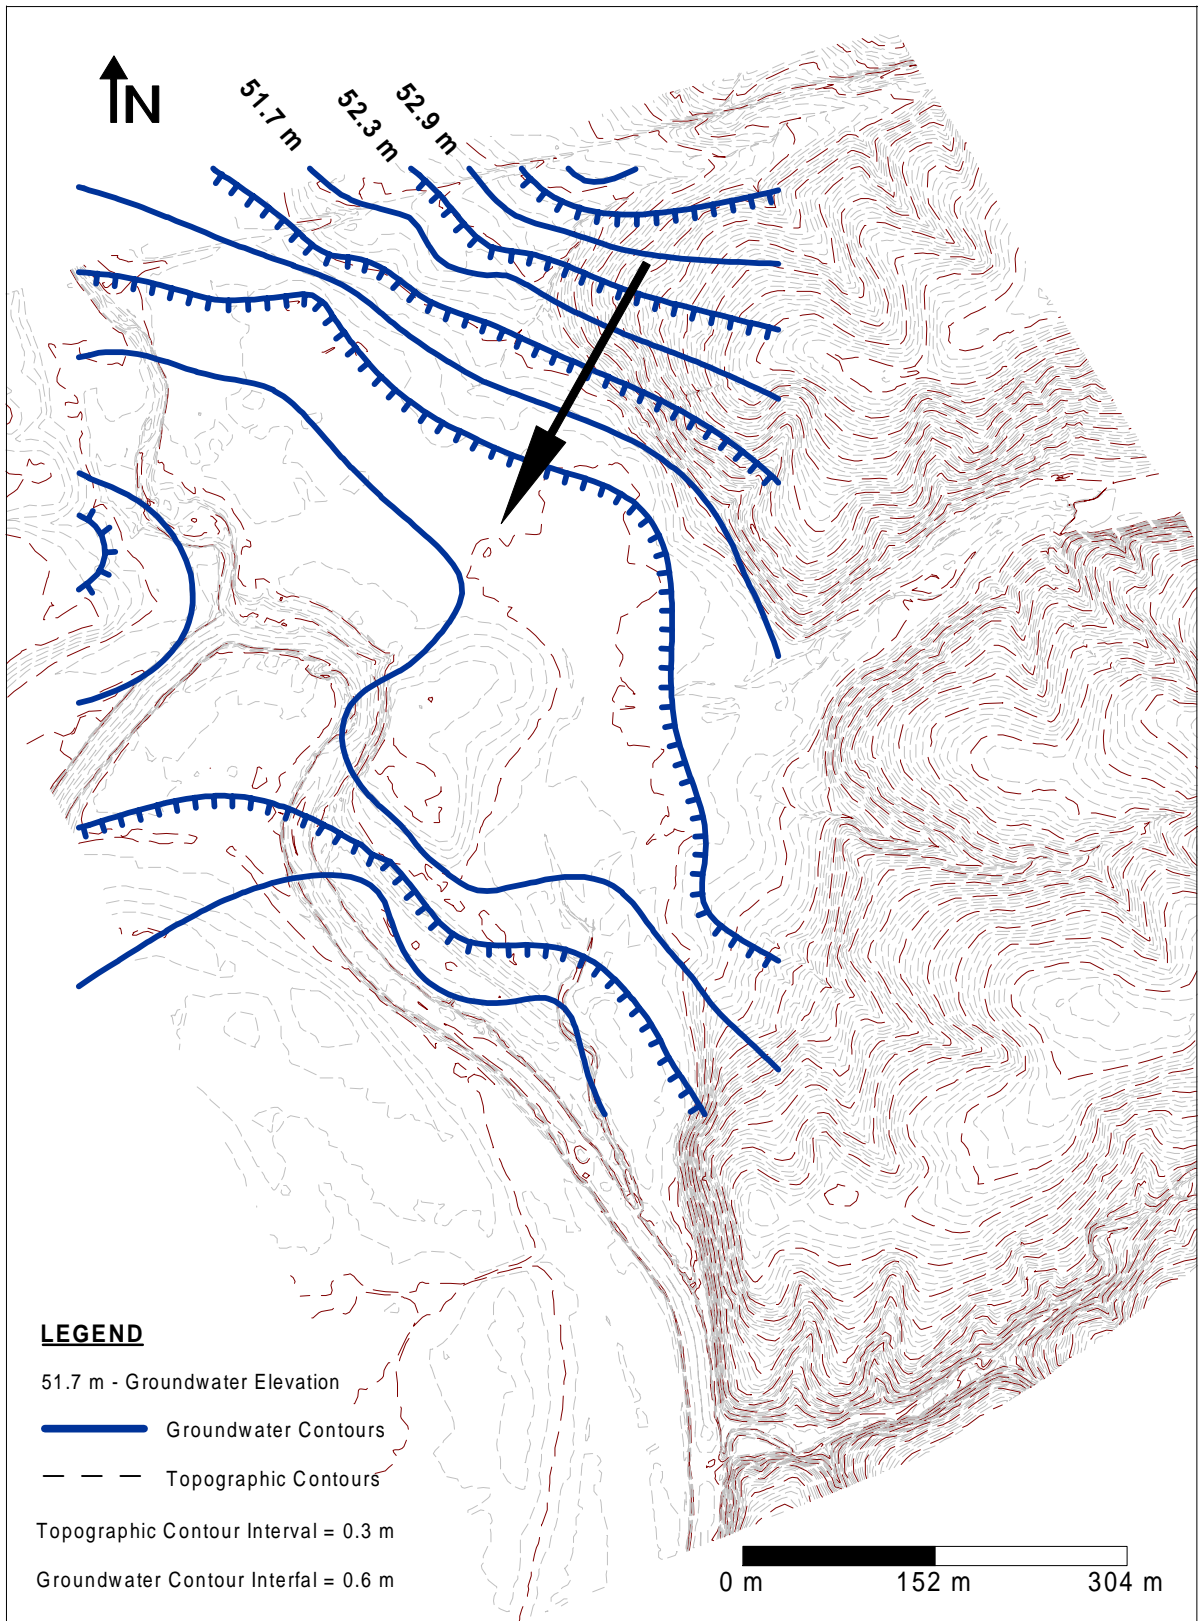 N
51.7 m
52.3 m
52.9 m
LEGEND
51.7 m - Groundwater Elevation
Groundwater Contours
Topographic Contours
Topographic Contour Interval = 0.3 m
Groundwater Contour Interfal = 0.6 m
0 m 152 m 304 m